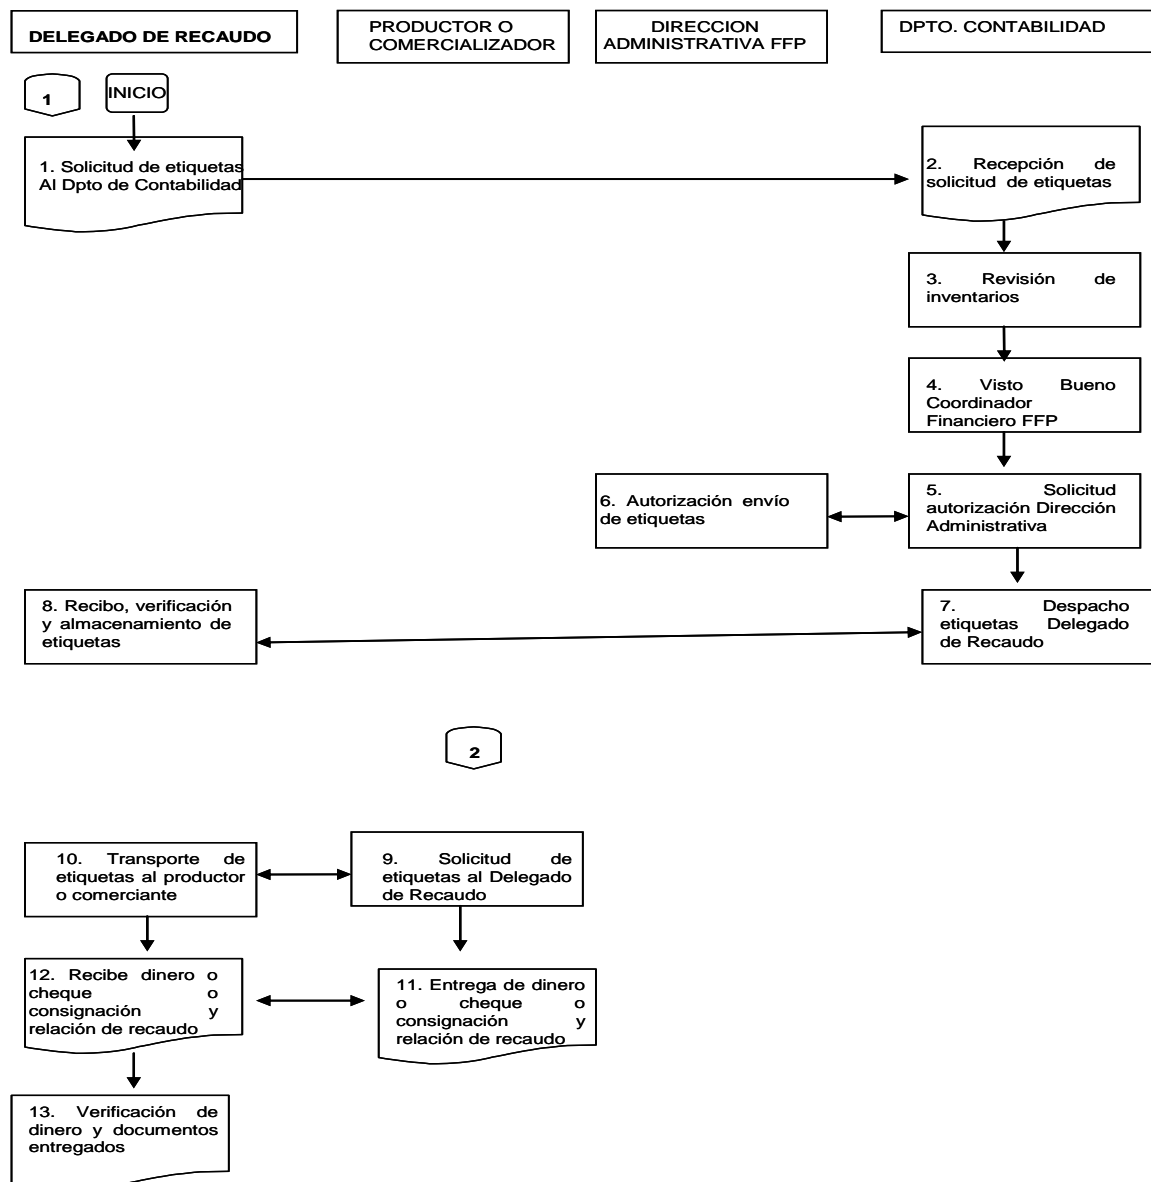 DELEGADO DE RECAUDO
PRODUCTOR O
COMERCIALIZADOR
DIRECCION
ADMINISTRATIVA FFP
DPTO. CONTABILIDAD
1
INICIO
1. Solicitud de etiquetas
Al Dpto de Contabilidad
2. Recepción de
solicitud de etiquetas
3. Revisión de
inventarios
4. Visto Bueno
Coordinador
Financiero FFP
5. Solicitud
autorización Dirección
Administrativa
6. Autorización envío
de etiquetas
7. Despacho
etiquetas Delegado
de Recaudo
8. Recibo, verificación
y almacenamiento de
etiquetas
2
9. Solicitud de
etiquetas al Delegado
de Recaudo
10. Transporte de
etiquetas al productor
o comerciante
11. Entrega de dinero
o cheque o
consignación y
relación de recaudo
12. Recibe dinero o
cheque o
consignación y
relación de recaudo
13. Verificación de
dinero y documentos
entregados